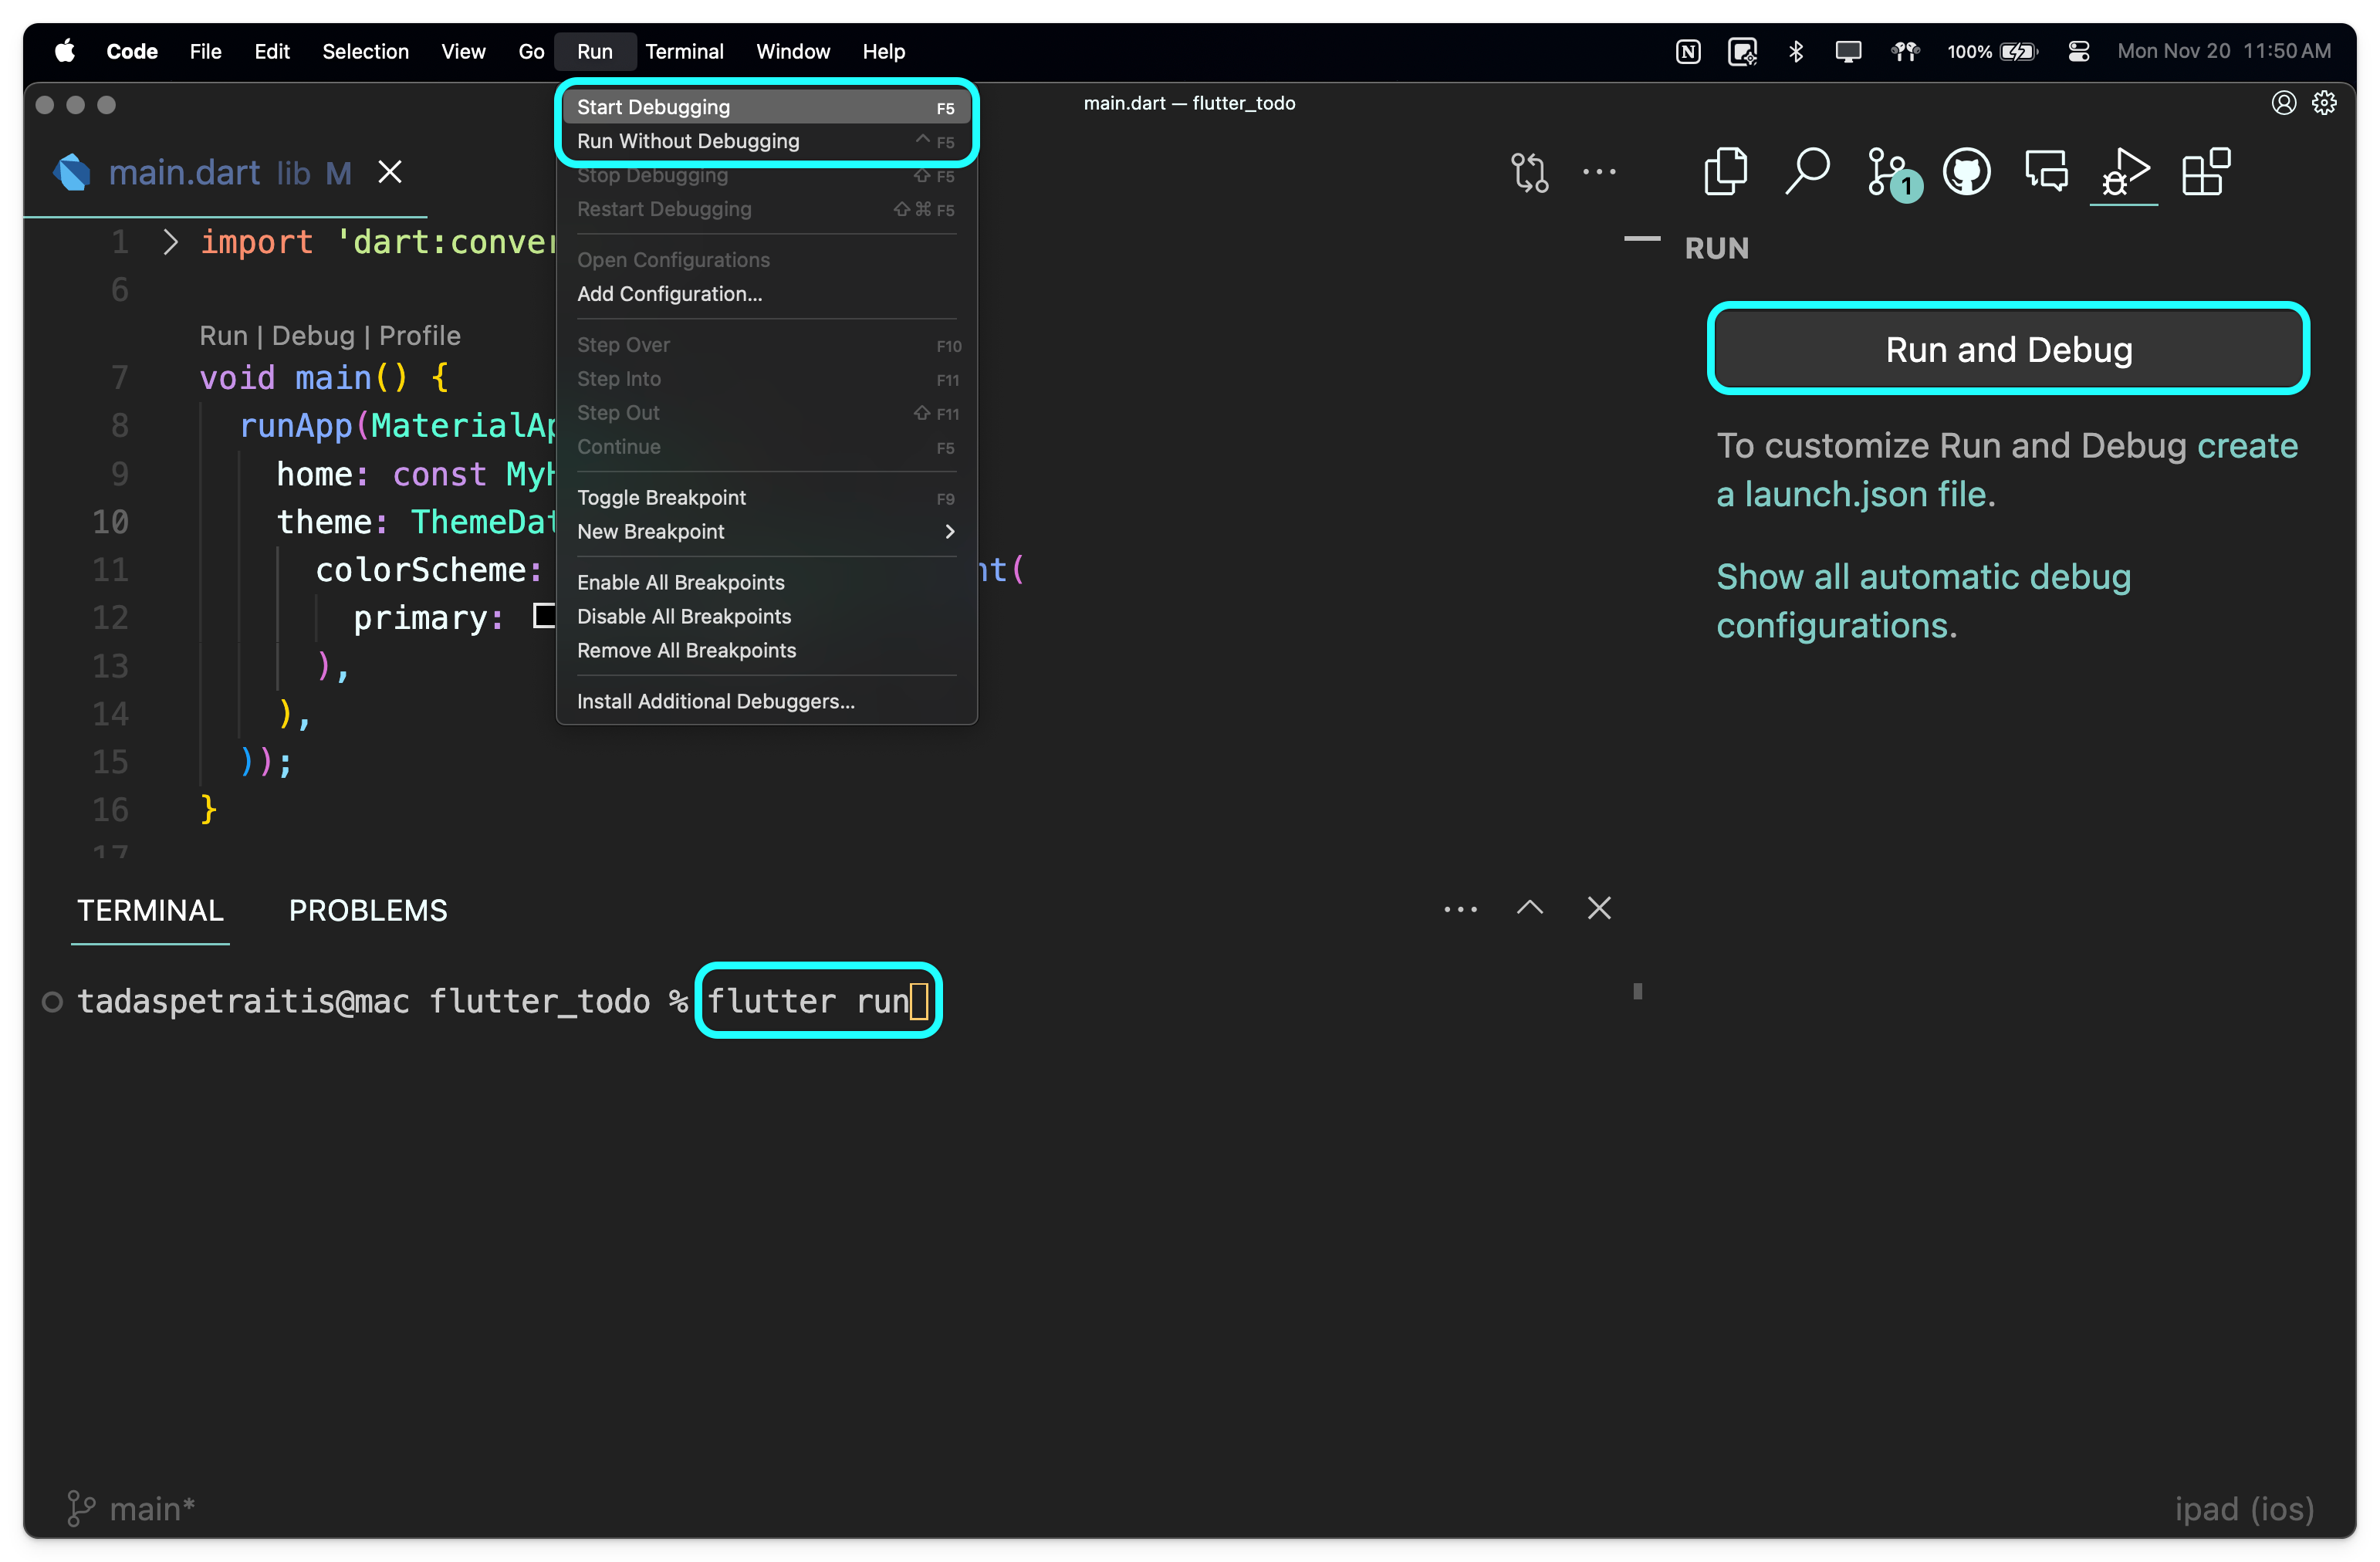 Code File Edit Selection View Go Run Terminal Window Help
N 100% Mon Nov 20 11:50 AM
main.dart — flutter_todo
main.dart lib M
1 import 'dart:conver
6
Run | Debug | Profile
7 void main() {
8 runApp(MaterialAp
9 home: const MyH
10 theme: ThemeDat
11 colorScheme: nt(
12 primary:
13 ),
14 ),
15 ));
16 }
17
Start Debugging F5
Run Without Debugging ^ F5
Stop Debugging ⇧ F5
Restart Debugging ⇧ ⌘ F5
Open Configurations
Add Configuration...
Step Over F10
Step Into F11
Step Out ⇧ F11
Continue F5
Toggle Breakpoint F9
New Breakpoint
Enable All Breakpoints
Disable All Breakpoints
Remove All Breakpoints
Install Additional Debuggers...
1
RUN
Run and Debug
To customize Run and Debug create
a launch.json file.
Show all automatic debug
configurations.
TERMINAL PROBLEMS
tadaspetraitis@mac flutter_todo % flutter run
main* ipad (ios)